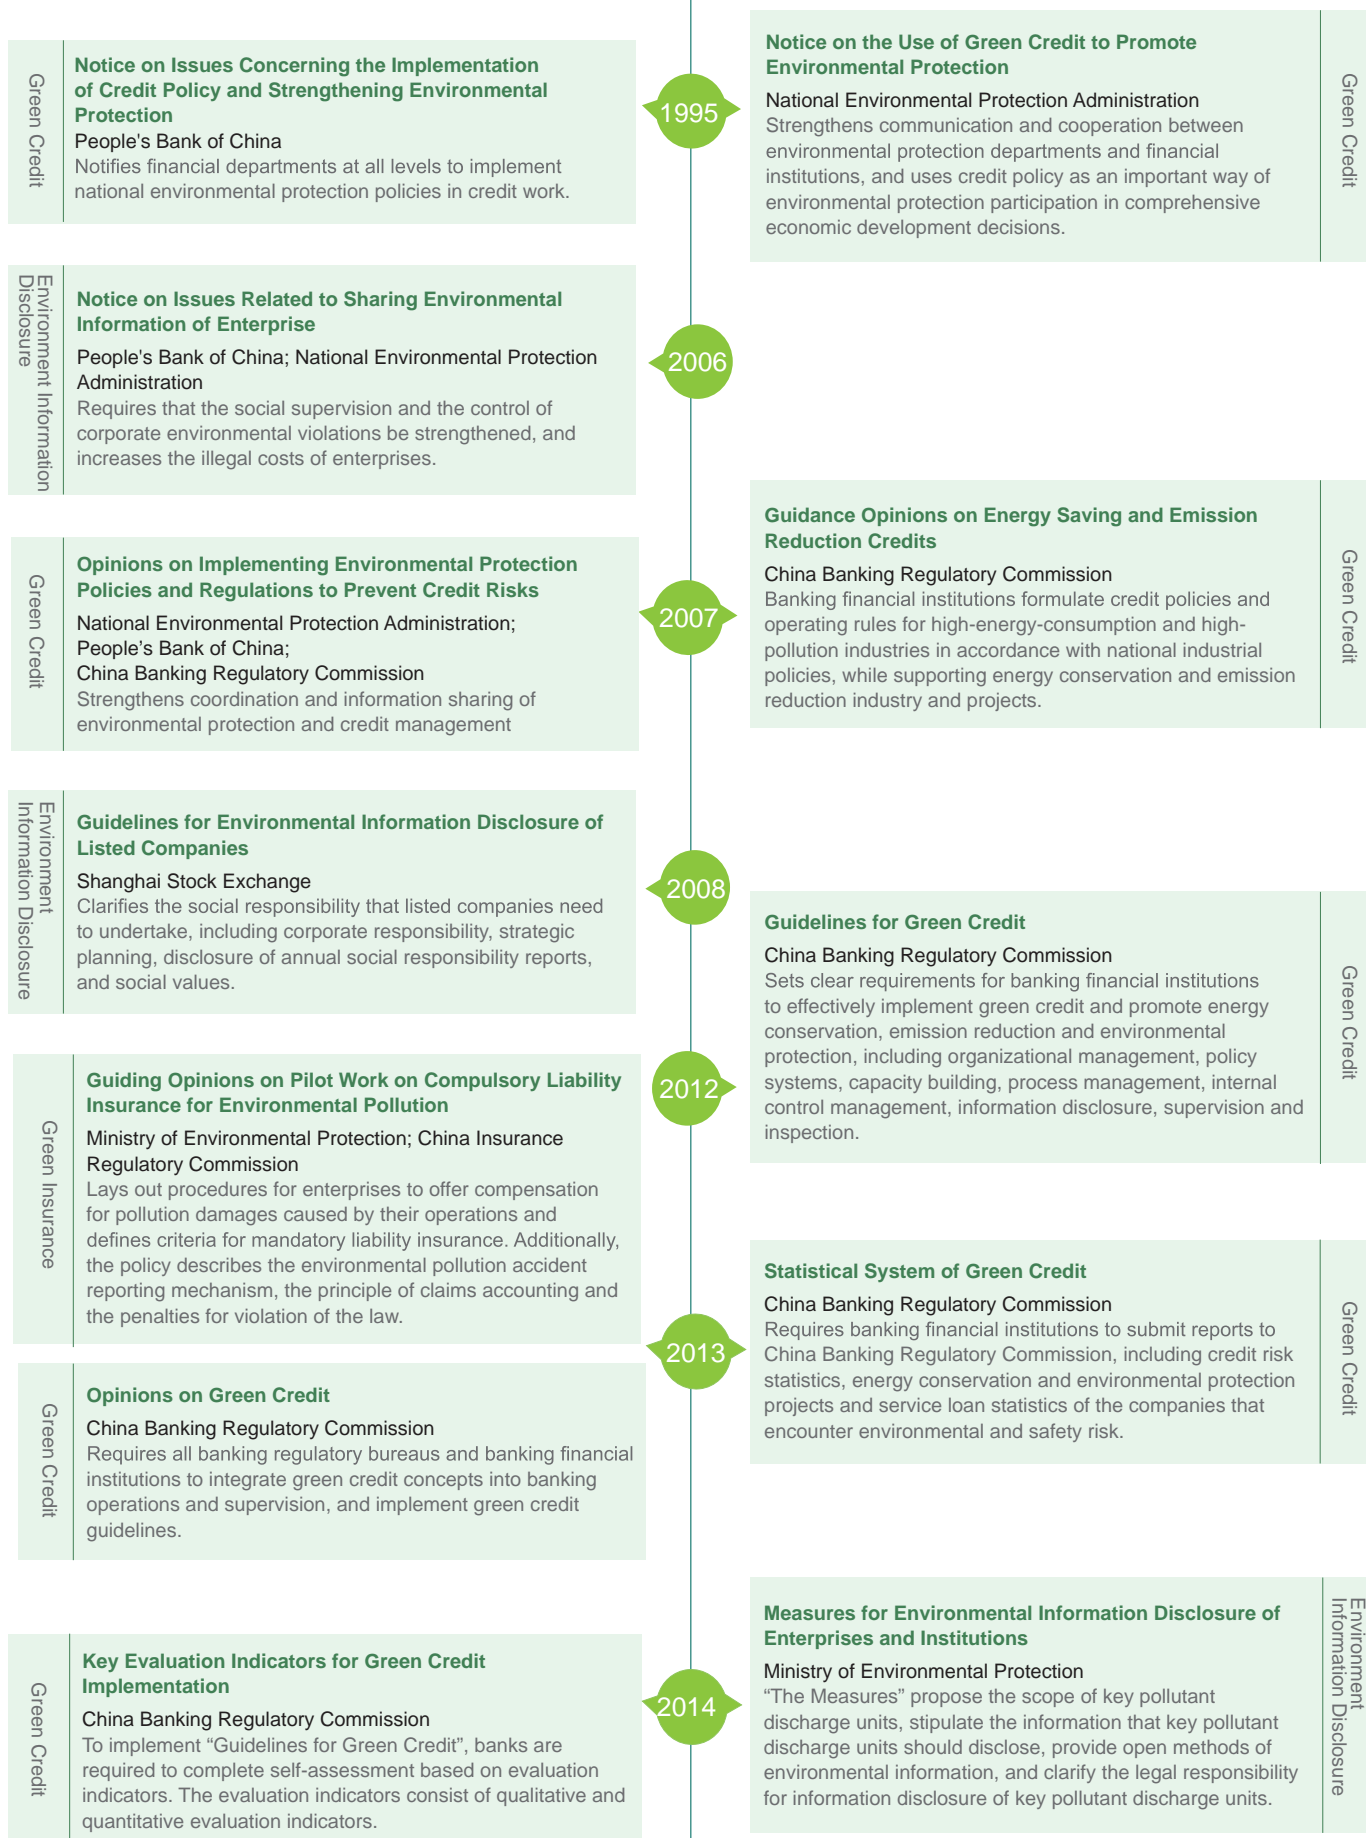 1995
Green Credit
Notice on Issues Concerning the Implementation
of Credit Policy and Strengthening Environmental
Protection
People's Bank of China
Notifies financial departments at all levels to implement
national environmental protection policies in credit work.
Notice on the Use of Green Credit to Promote
Environmental Protection
National Environmental Protection Administration
Strengthens communication and cooperation between
environmental protection departments and financial
institutions, and uses credit policy as an important way of
environmental protection participation in comprehensive
economic development decisions.
Green Credit
2006
Environment Information
Disclosure
Notice on Issues Related to Sharing Environmental
Information of Enterprise
People's Bank of China; National Environmental Protection
Administration
Requires that the social supervision and the control of
corporate environmental violations be strengthened, and
increases the illegal costs of enterprises.
2007
Green Credit
Opinions on Implementing Environmental Protection
Policies and Regulations to Prevent Credit Risks
National Environmental Protection Administration;
People’s Bank of China;
China Banking Regulatory Commission
Strengthens coordination and information sharing of
environmental protection and credit management
Guidance Opinions on Energy Saving and Emission
Reduction Credits
China Banking Regulatory Commission
Banking financial institutions formulate credit policies and
operating rules for high-energy-consumption and high-
pollution industries in accordance with national industrial
policies, while supporting energy conservation and emission
reduction industry and projects.
Green Credit
2008
Environment
Information Disclosure
Guidelines for Environmental Information Disclosure of
Listed Companies
Shanghai Stock Exchange
Clarifies the social responsibility that listed companies need
to undertake, including corporate responsibility, strategic
planning, disclosure of annual social responsibility reports,
and social values.
2012
Guidelines for Green Credit
China Banking Regulatory Commission
Sets clear requirements for banking financial institutions
to effectively implement green credit and promote energy
conservation, emission reduction and environmental
protection, including organizational management, policy
systems, capacity building, process management, internal
control management, information disclosure, supervision and
inspection.
Green Credit
2013
Green Insurance
Guiding Opinions on Pilot Work on Compulsory Liability
Insurance for Environmental Pollution
Ministry of Environmental Protection; China Insurance
Regulatory Commission
Lays out procedures for enterprises to offer compensation
for pollution damages caused by their operations and
defines criteria for mandatory liability insurance. Additionally,
the policy describes the environmental pollution accident
reporting mechanism, the principle of claims accounting and
the penalties for violation of the law.
Statistical System of Green Credit
China Banking Regulatory Commission
Requires banking financial institutions to submit reports to
China Banking Regulatory Commission, including credit risk
statistics, energy conservation and environmental protection
projects and service loan statistics of the companies that
encounter environmental and safety risk.
Green Credit
Green Credit
Opinions on Green Credit
China Banking Regulatory Commission
Requires all banking regulatory bureaus and banking financial
institutions to integrate green credit concepts into banking
operations and supervision, and implement green credit
guidelines.
2014
Green Credit
Key Evaluation Indicators for Green Credit
Implementation
China Banking Regulatory Commission
To implement “Guidelines for Green Credit”, banks are
required to complete self-assessment based on evaluation
indicators. The evaluation indicators consist of qualitative and
quantitative evaluation indicators.
Measures for Environmental Information Disclosure of
Enterprises and Institutions
Ministry of Environmental Protection
“The Measures” propose the scope of key pollutant
discharge units, stipulate the information that key pollutant
discharge units should disclose, provide open methods of
environmental information, and clarify the legal responsibility
for information disclosure of key pollutant discharge units.
Environment
Information Disclosure